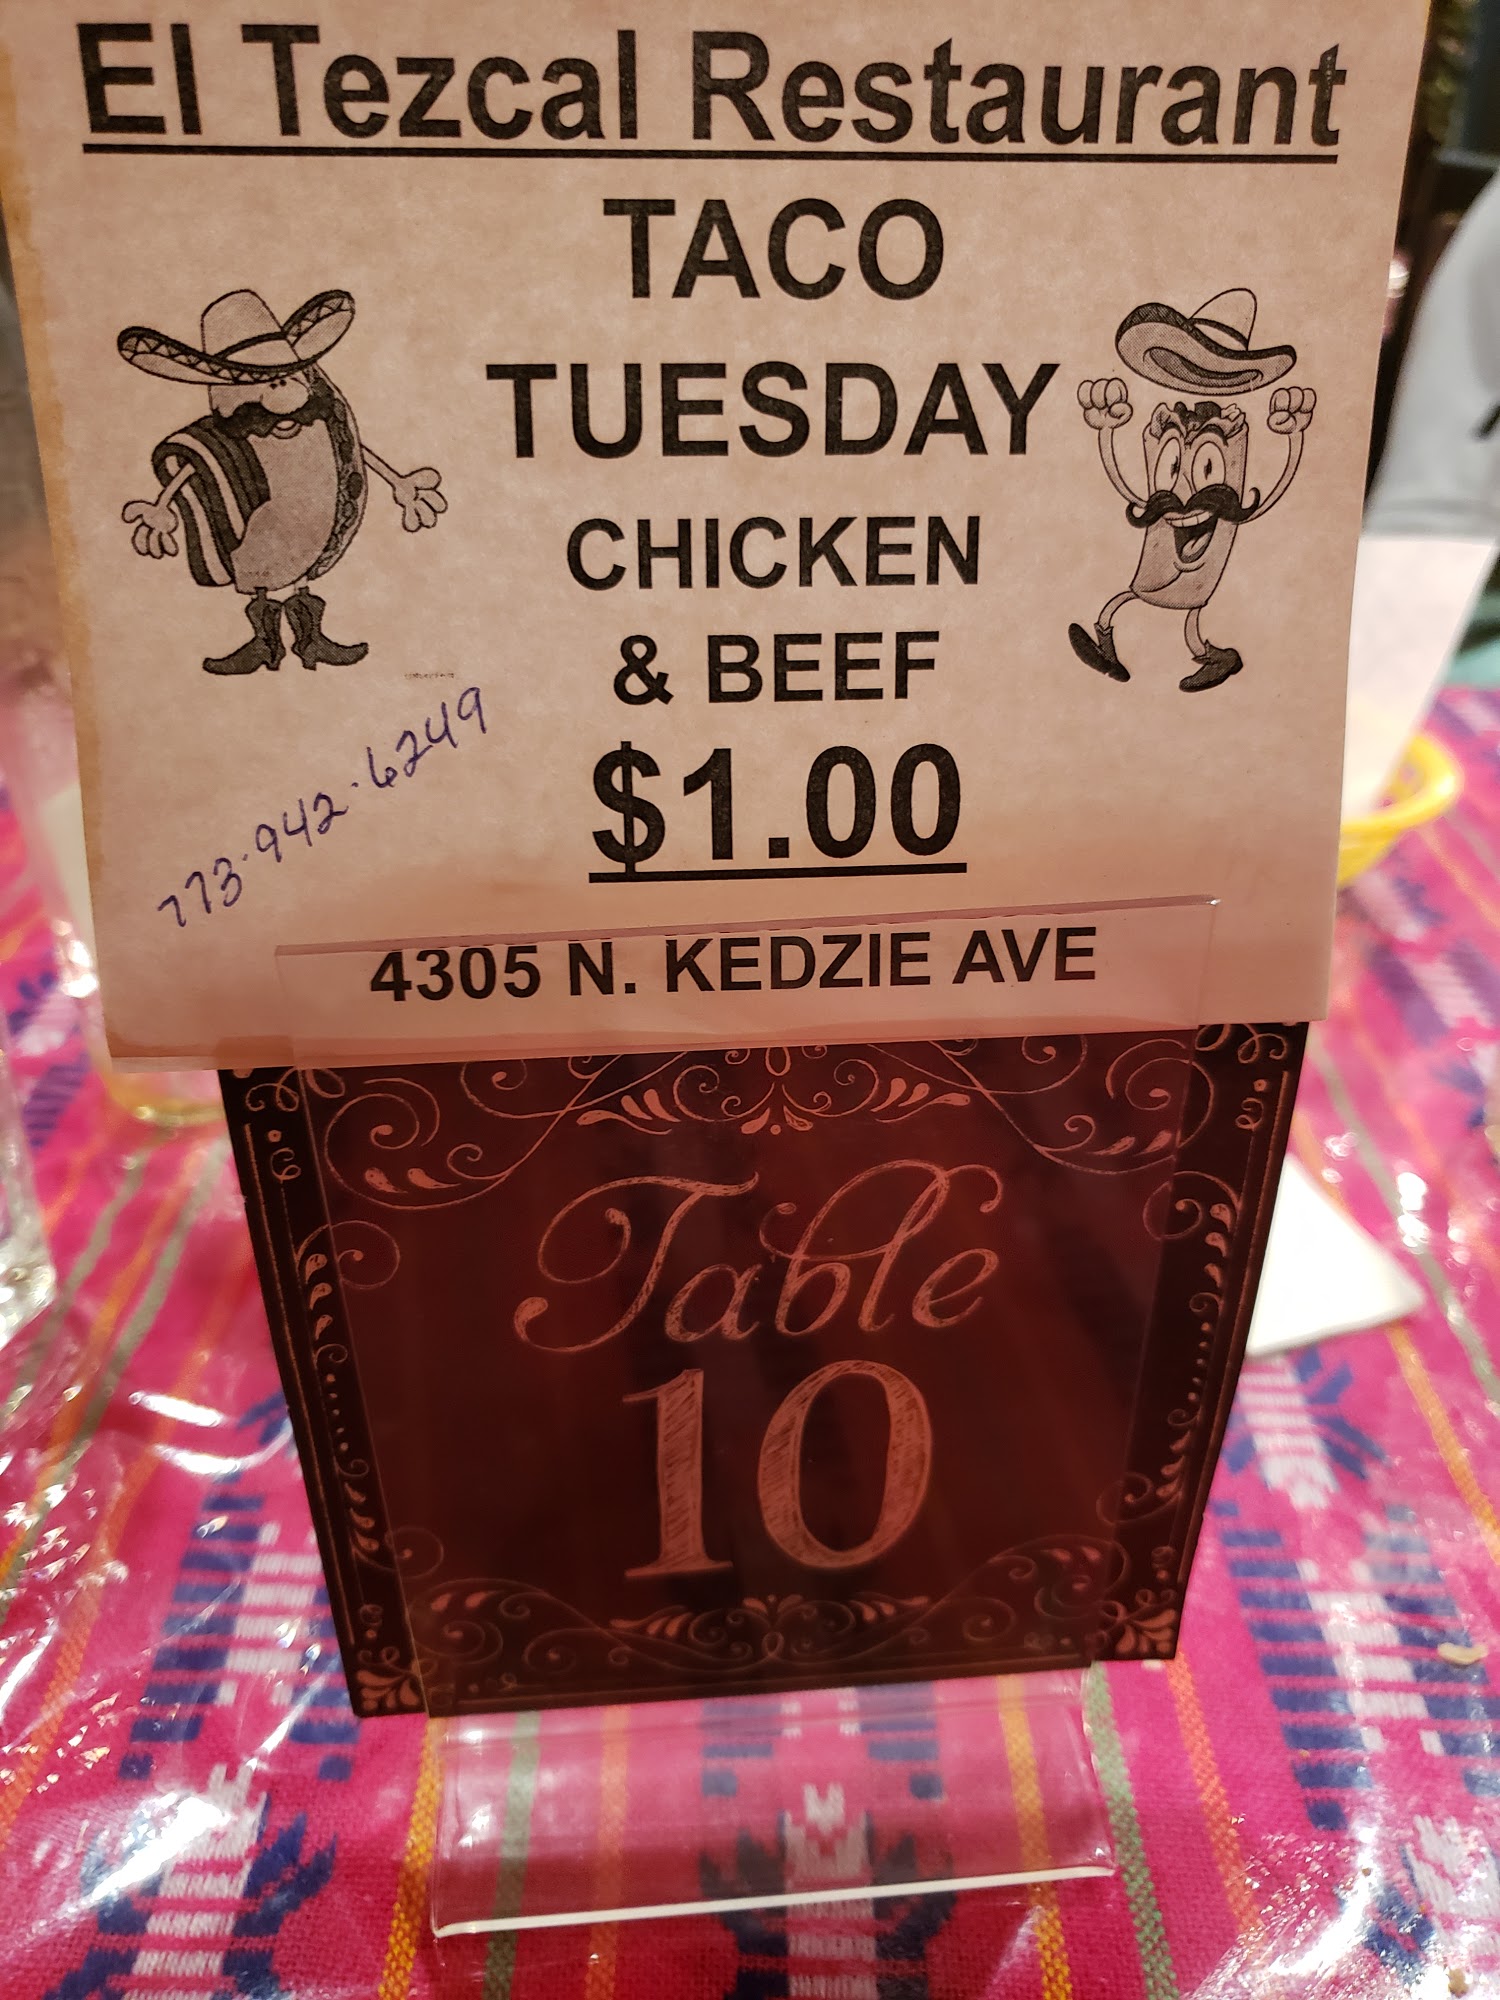 El Tezcal Restaurant
TACO
TUESDAY
CHICKEN
& BEEF
$1.00
773-942-6249
4305 N. KEDZIE AVE
Table
10